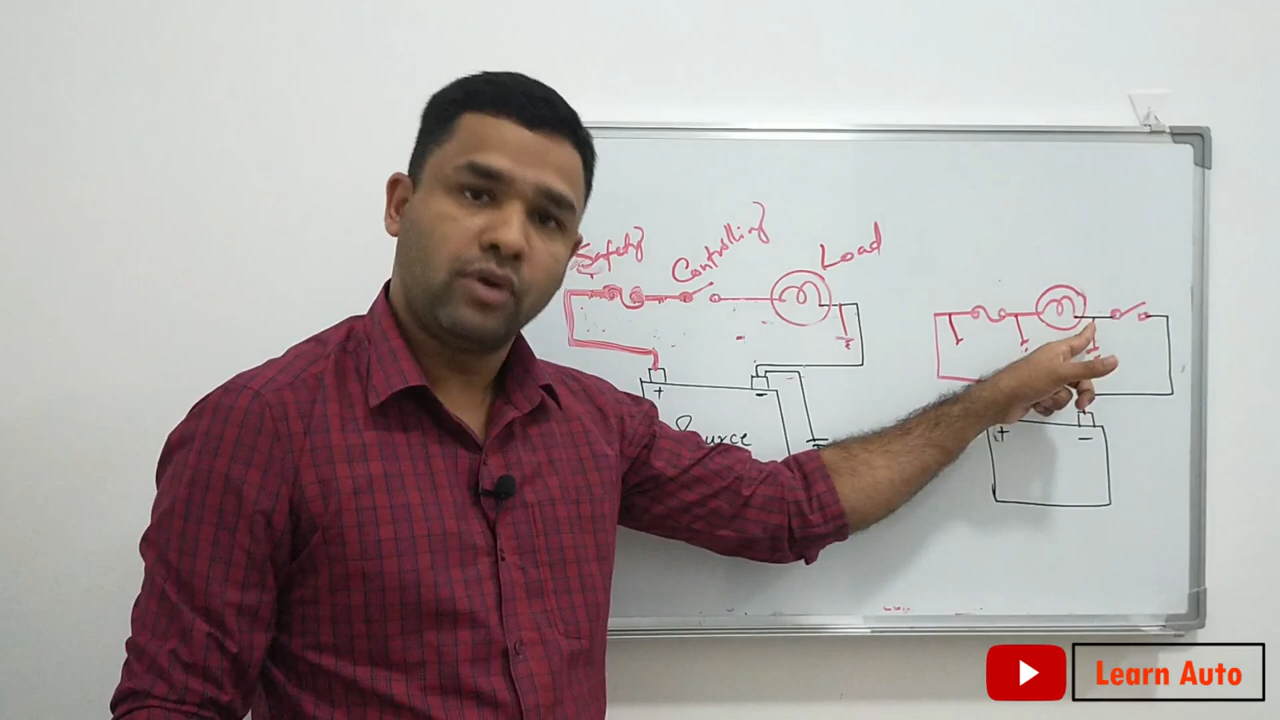 Safety
Controlling
Load
+
-
Source
+
-
Learn Auto